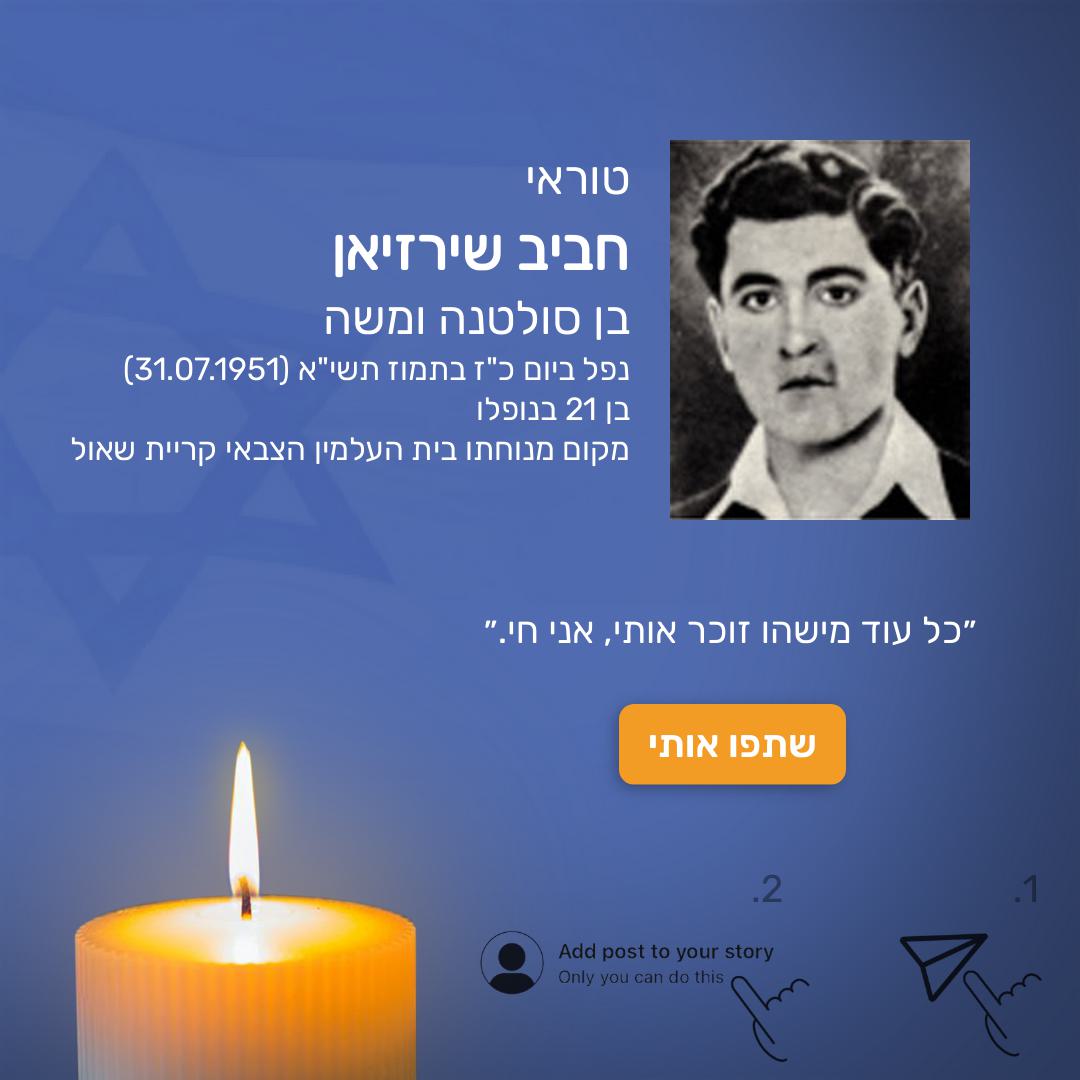 טוראי
חביב שירזיאן
בן סולטנה ומשה
נפל ביום כ"ז בתמוז תשי"א (31.07.1951)
בן 21 בנופלו
מקום מנוחתו בית העלמין הצבאי קריית שאול
״כל עוד מישהו זוכר אותי, אני חי.״
שתפו אותי
1.
2.
Add post to your story
Only you can do this